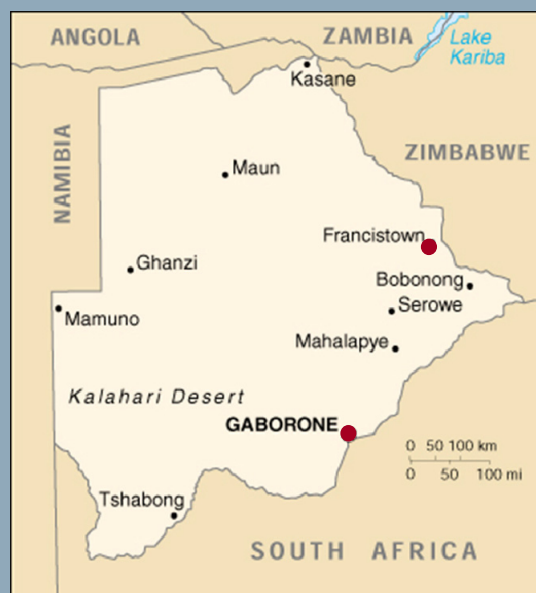 ANGOLA
ZAMBIA
Lake
Kariba
Kasane
NAMIBIA
ZIMBABWE
Maun
Francistown
Ghanzi
Bobonong
Serowe
Mamuno
Mahalapye
Kalahari Desert
GABORONE
0 50 100 km
0 50 100 mi
Tshabong
SOUTH AFRICA